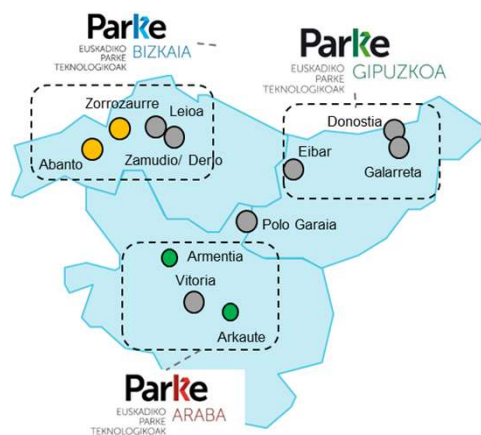 Parke
EUSKADIKO
PARKE
TEKNOLOGIKOAK
BIZKAIA
Parke
EUSKADIKO
PARKE
TEKNOLOGIKOAK
GIPUZKOA
Zorrozaurre
Leioa
Abanto
Zamudio/ Derio
Donostia
Eibar
Galarreta
Polo Garaia
Armentia
Vitoria
Arkaute
Parke
EUSKADIKO
PARKE
TEKNOLOGIKOAK
ARABA